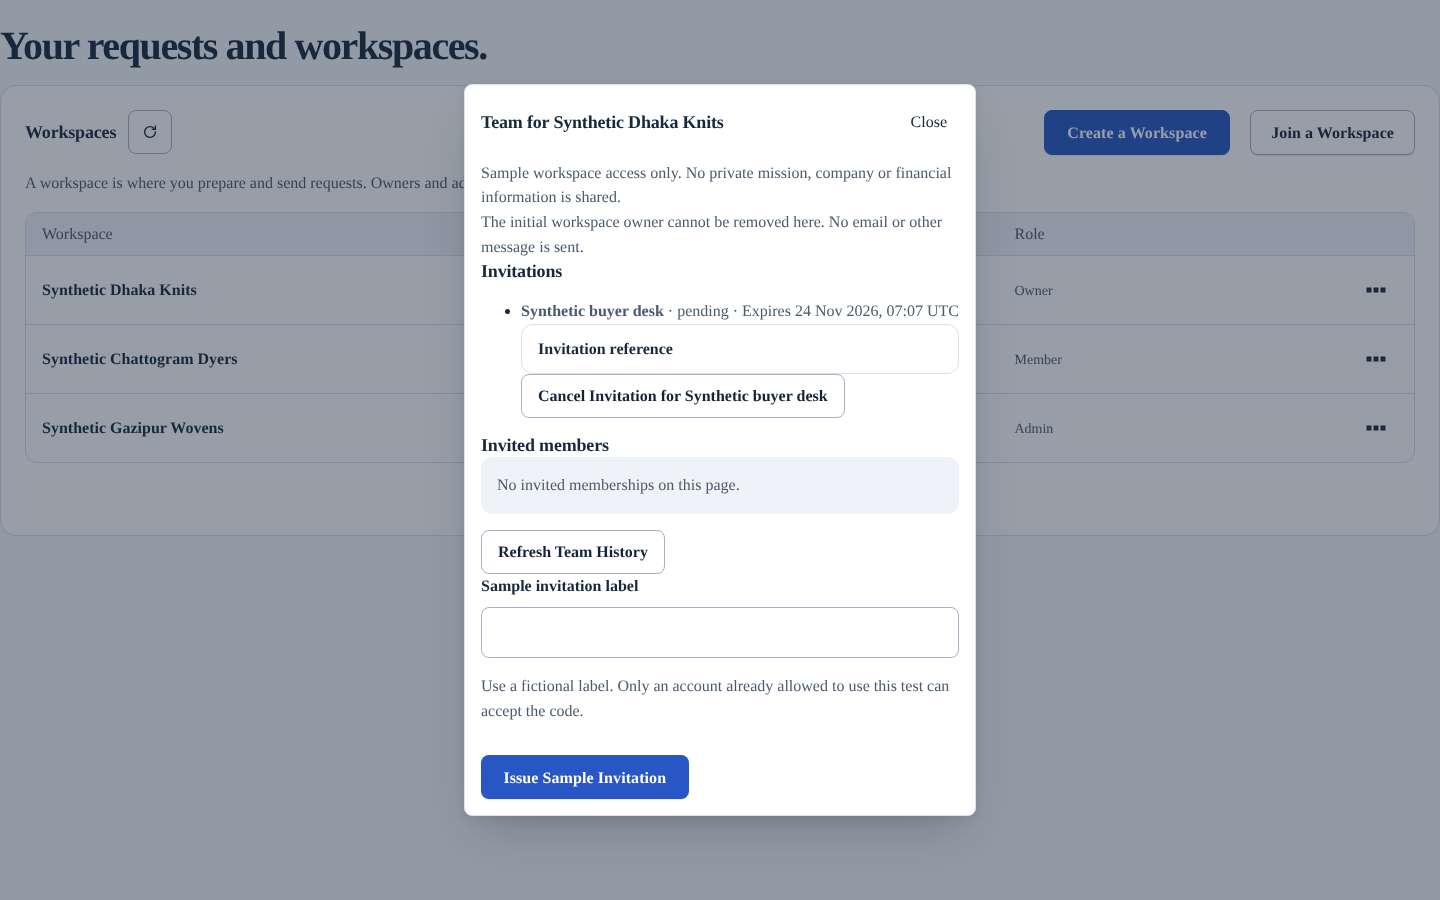 Your requests and workspaces.
Workspaces
Create a Workspace
Join a Workspace
A workspace is where you prepare and send requests. Owners and
Workspace
Role
Synthetic Dhaka Knits
Owner
Synthetic Chattogram Dyers
Member
Synthetic Gazipur Wovens
Admin
Team for Synthetic Dhaka Knits
Close
Sample workspace access only. No private mission, company or financial
information is shared.
The initial workspace owner cannot be removed here. No email or other
message is sent.
Invitations
Synthetic buyer desk · pending · Expires 24 Nov 2026, 07:07 UTC
Invitation reference
Cancel Invitation for Synthetic buyer desk
Invited members
No invited memberships on this page.
Refresh Team History
Sample invitation label
Use a fictional label. Only an account already allowed to use this test can
accept the code.
Issue Sample Invitation